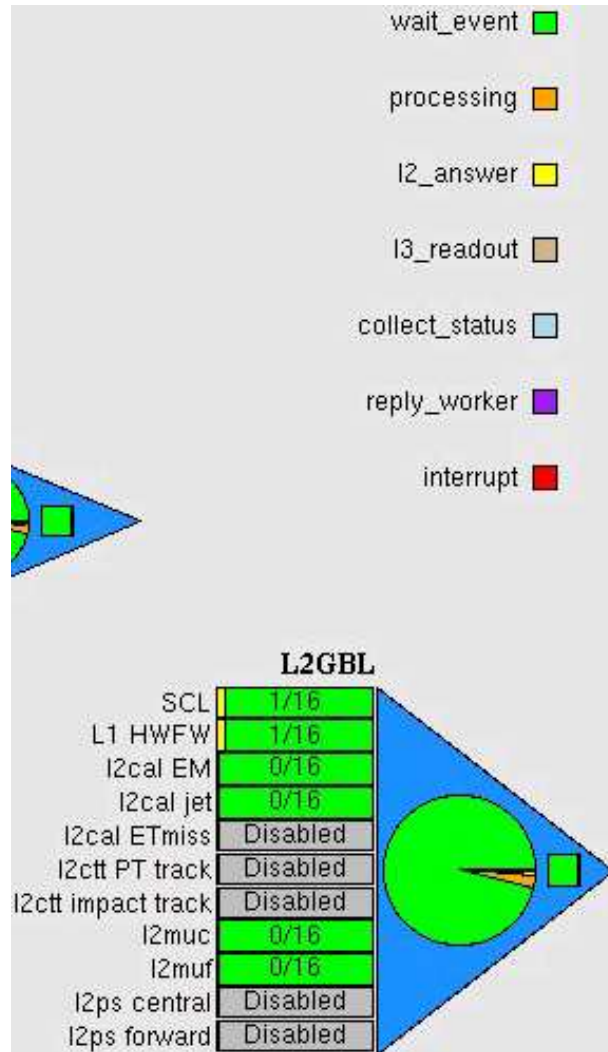 wait_event
processing
l2_answer
l3_readout
collect_status
reply_worker
interrupt
L2GBL
SCL 1/16
L1 HWFW 1/16
l2cal EM 0/16
l2cal jet 0/16
l2cal ETmiss Disabled
l2ctt PT track Disabled
l2ctt impact track Disabled
l2muc 0/16
l2muf 0/16
l2ps central Disabled
l2ps forward Disabled